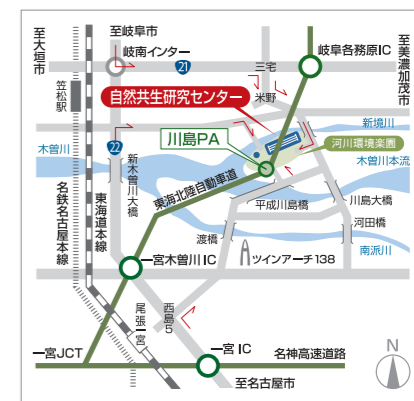 至岐阜市
至大垣市
岐南インター
21
三宅
岐阜各務原IC
至美濃加茂市
笠松駅
米野
自然共生研究センター
新境川
川島PA
河川環境楽園
木曽川
22
新木曽川大橋
木曽川本流
東海北陸自動車道
平成川島橋
川島大橋
河田橋
渡橋
南派川
名鉄名古屋本線
東海道本線
ツインアーチ138
一宮木曽川IC
尾張一宮
西島5
一宮JCT
一宮IC
名神高速道路
至名古屋市
N